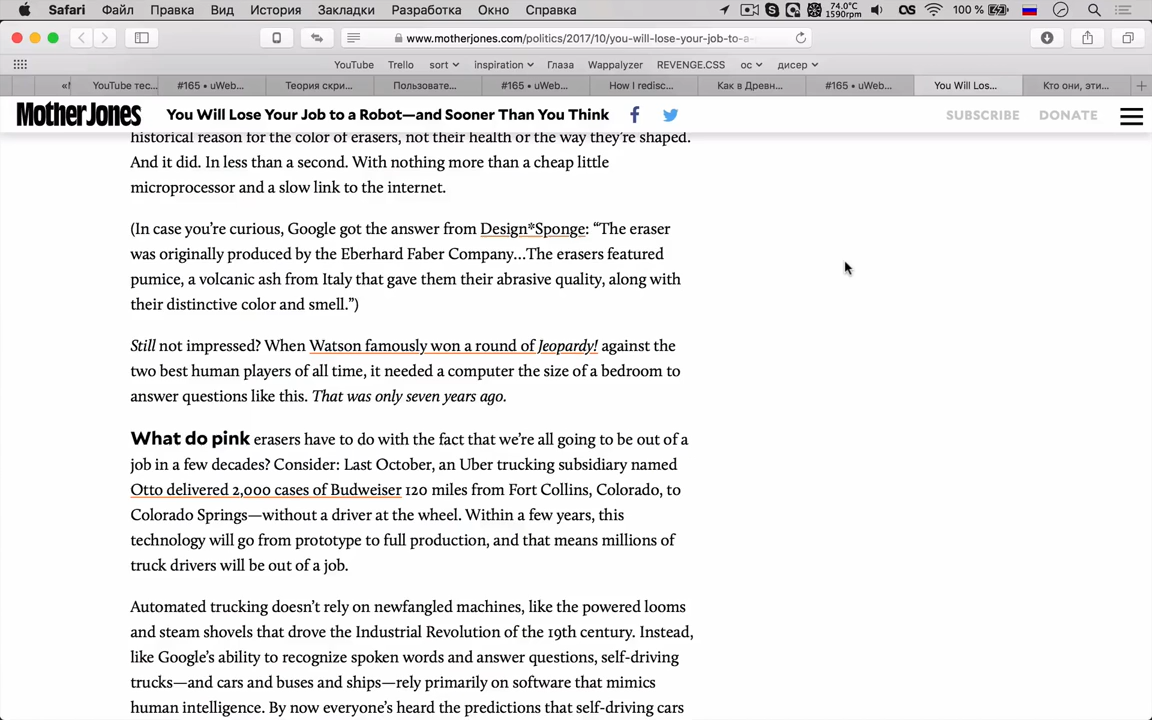 Safari Файл Правка Вид История Закладки Разработка Окно Справка 74.0°C 1590rpm 100 %
www.motherjones.com/politics/2017/10/you-will-lose-your-job-to-a-
YouTube Trello sort inspiration Глаза Wappalyzer REVENGE.CSS ос дисер
YouTube тес... #165 • uWeb... Теория скри... Пользовате... #165 • uWeb... How I redisc... Как в Древн... #165 • uWeb... You Will Los... Кто они, эти...
Mother Jones You Will Lose Your Job to a Robot—and Sooner Than You Think SUBSCRIBE DONATE
historical reason for the color of erasers, not their health or the way they’re shaped.
And it did. In less than a second. With nothing more than a cheap little
microprocessor and a slow link to the internet.
(In case you’re curious, Google got the answer from Design*Sponge: “The eraser
was originally produced by the Eberhard Faber Company…The erasers featured
pumice, a volcanic ash from Italy that gave them their abrasive quality, along with
their distinctive color and smell.”)
Still not impressed? When Watson famously won a round of Jeopardy! against the
two best human players of all time, it needed a computer the size of a bedroom to
answer questions like this. That was only seven years ago.
What do pink erasers have to do with the fact that we’re all going to be out of a
job in a few decades? Consider: Last October, an Uber trucking subsidiary named
Otto delivered 2,000 cases of Budweiser 120 miles from Fort Collins, Colorado, to
Colorado Springs—without a driver at the wheel. Within a few years, this
technology will go from prototype to full production, and that means millions of
truck drivers will be out of a job.
Automated trucking doesn’t rely on newfangled machines, like the powered looms
and steam shovels that drove the Industrial Revolution of the 19th century. Instead,
like Google’s ability to recognize spoken words and answer questions, self-driving
trucks—and cars and buses and ships—rely primarily on software that mimics
human intelligence. By now everyone’s heard the predictions that self-driving cars